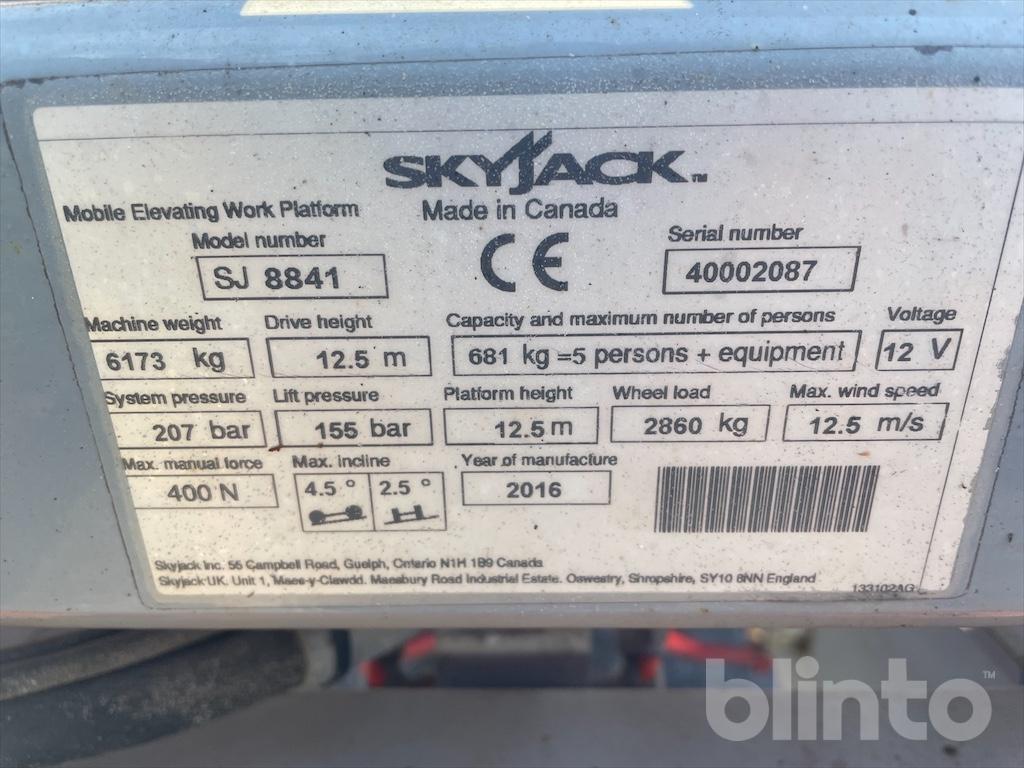 SKYJACK™
Mobile Elevating Work Platform Made in Canada
Model number
SJ 8841
CE
Serial number
40002087
Machine weight Drive height Capacity and maximum number of persons Voltage
6173 kg 12.5 m 681 kg =5 persons + equipment 12 V
System pressure Lift pressure Platform height Wheel load Max. wind speed
207 bar 155 bar 12.5 m 2860 kg 12.5 m/s
Max. manual force Max. incline Year of manufacture
400 N 4.5 ° 2.5 ° 2016
Skyjack Inc. 55 Campbell Road, Guelph, Ontario N1H 1B9 Canada
Skyjack UK. Unit 1, Maes-y-Clawdd. Maesbury Road Industrial Estate. Oswestry, Shropshire, SY10 8NN England
133102AG
blinto™